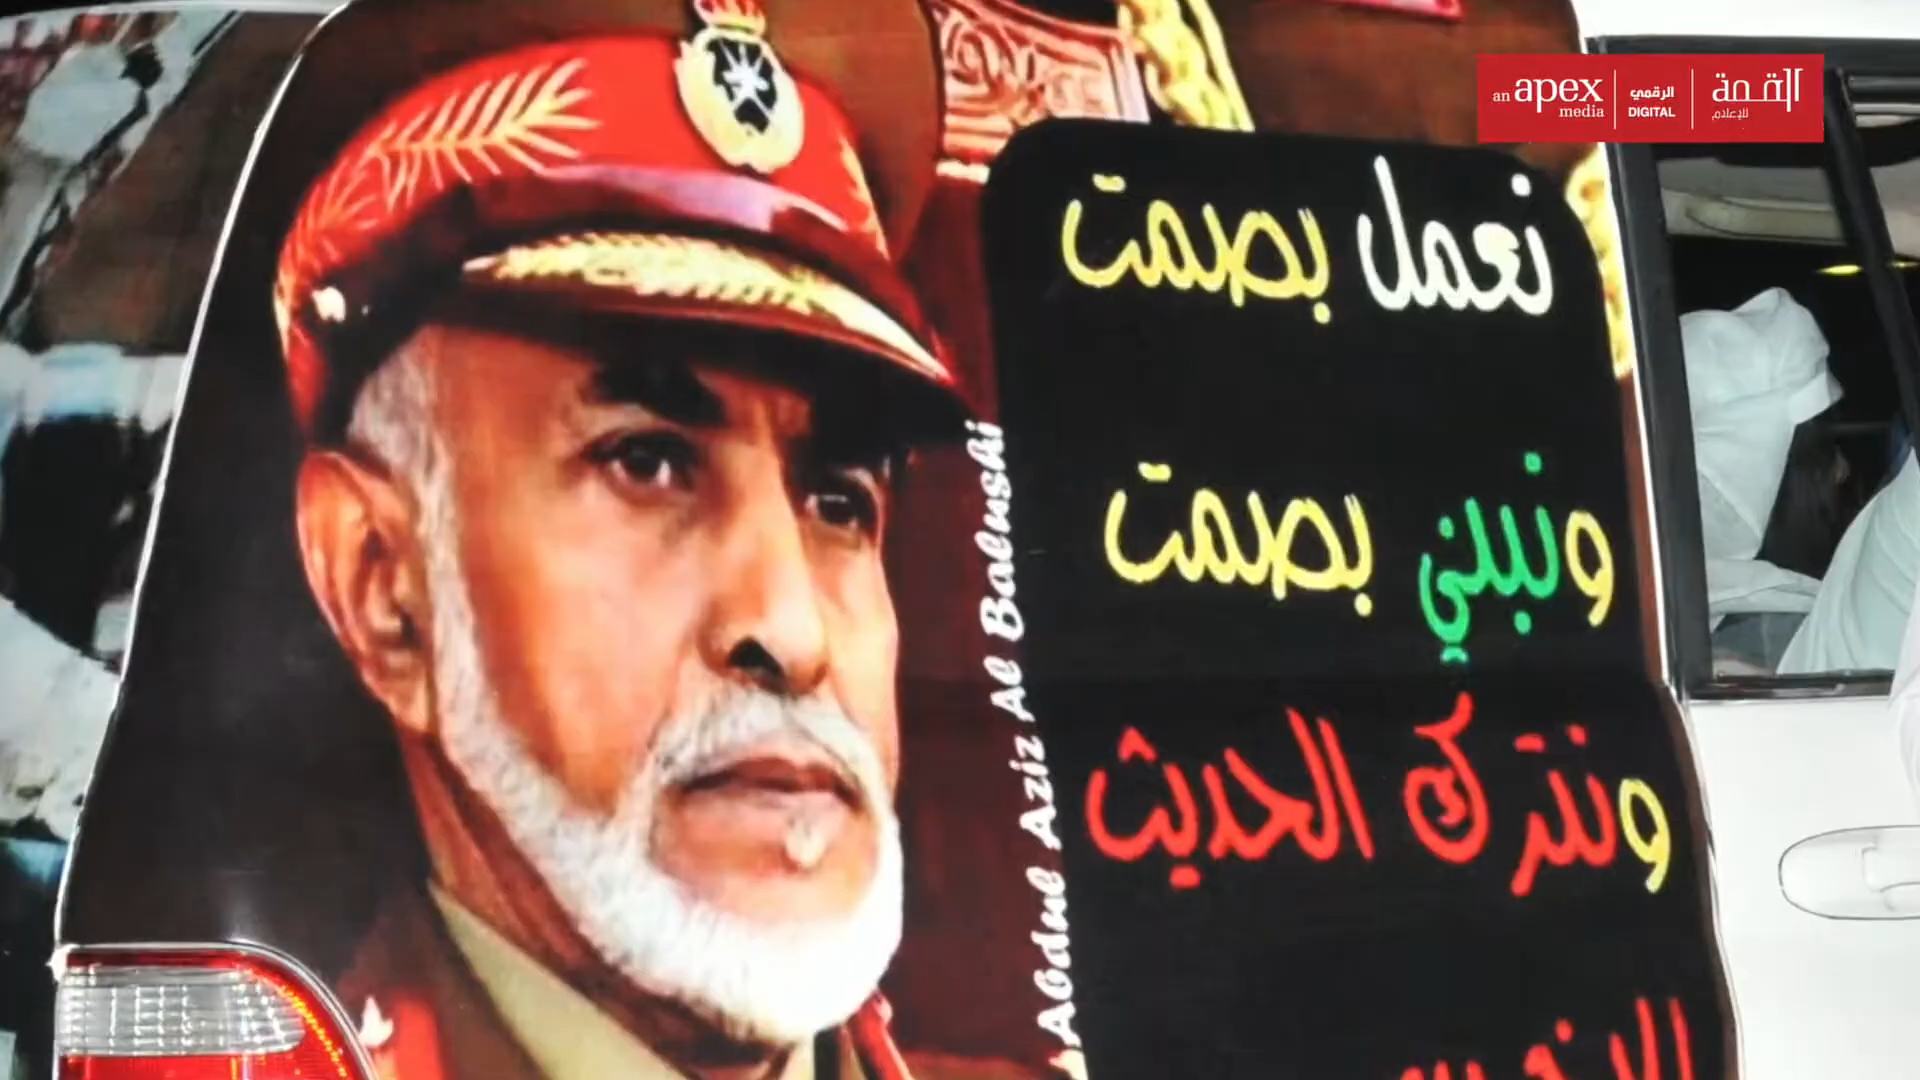 an apex media
الرقمي
DIGITAL
القمة
للإعلام
نعمل بصمت
ونبني بصمت
ونترك الحديث
Abdul Aziz Al Balushi